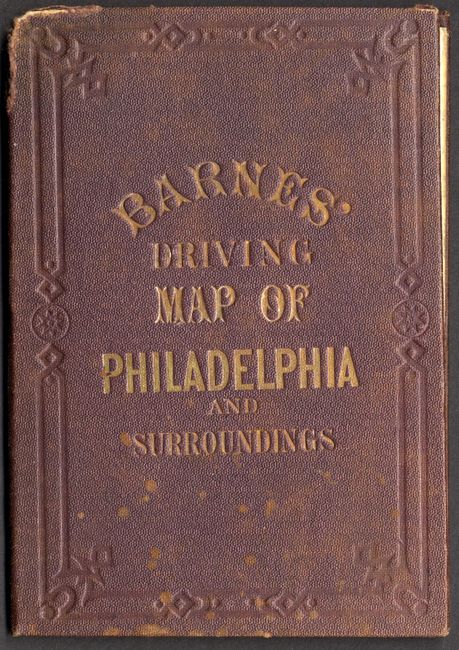 BARNES'
DRIVING
MAP OF
PHILADELPHIA
AND
SURROUNDINGS